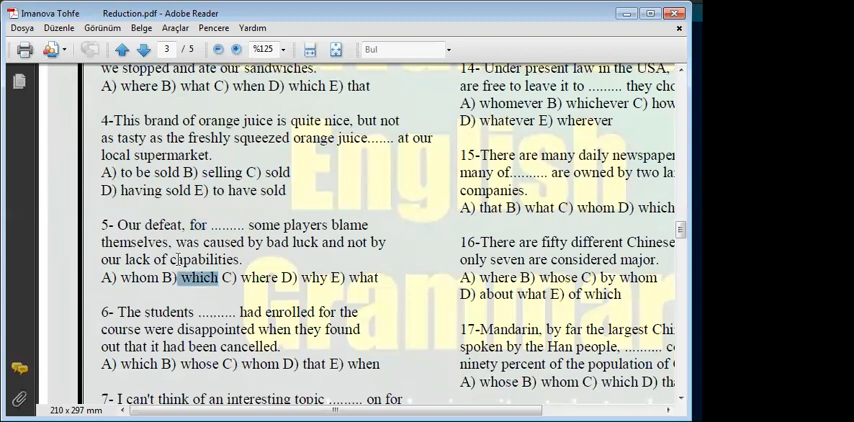 Imanova Tohfe Reduction.pdf - Adobe Reader
Dosya Düzenle Görünüm Belge Araçlar Pencere Yardım
3 / 5 %125 Bul
we stopped and ate our sandwiches.
A) where B) what C) when D) which E) that
4-This brand of orange juice is quite nice, but not
as tasty as the freshly squeezed orange juice....... at our
local supermarket.
A) to be sold B) selling C) sold
D) having sold E) to have sold
5- Our defeat, for ......... some players blame
themselves, was caused by bad luck and not by
our lack of capabilities.
A) whom B) which C) where D) why E) what
6- The students .......... had enrolled for the
course were disappointed when they found
out that it had been cancelled.
A) which B) whose C) whom D) that E) when
7- I can't think of an interesting topic ......... on for
14- Under present law in the USA,
are free to leave it to ......... they cho
A) whomever B) whichever C) how
D) whatever E) wherever
15-There are many daily newspaper
many of.......... are owned by two la
companies.
A) that B) what C) whom D) which
16-There are fifty different Chinese
only seven are considered major.
A) where B) whose C) by whom
D) about what E) of which
17-Mandarin, by far the largest Chi
spoken by the Han people, .......... c
ninety percent of the population of
A) whose B) whom C) which D) th
English
Grammar
210 x 297 mm